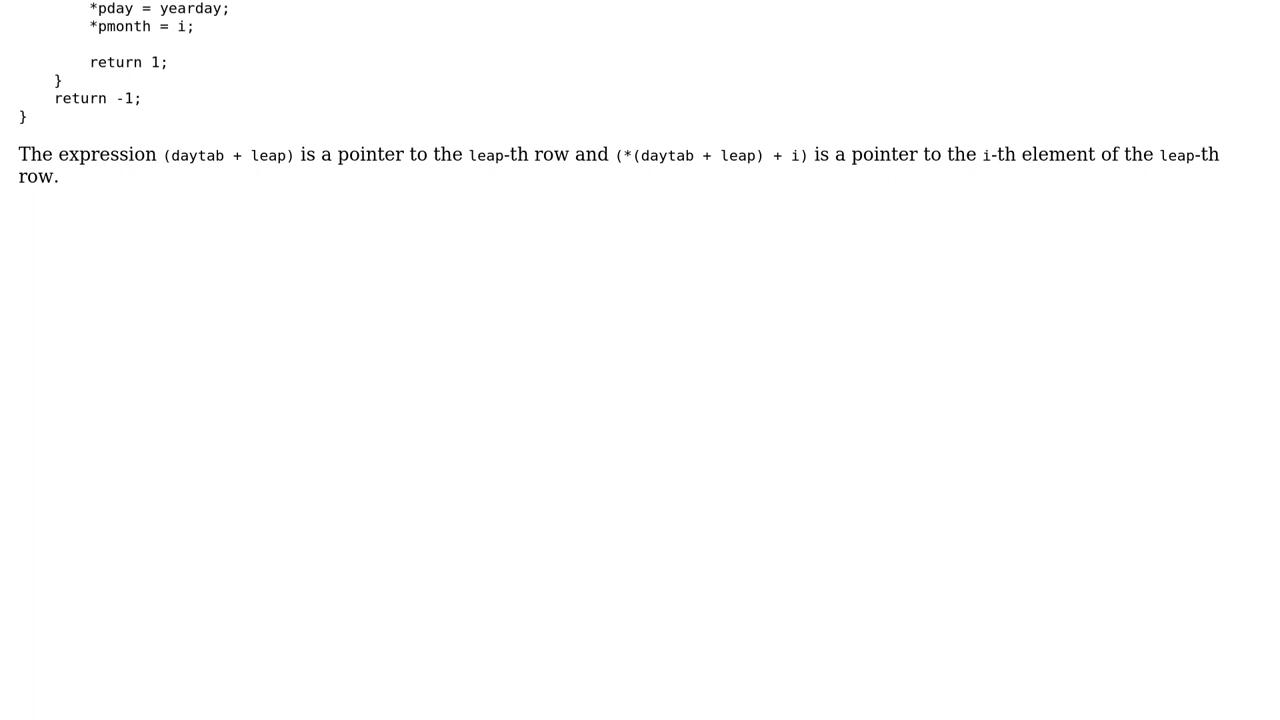 *pday = yearday;
*pmonth = i;
return 1;
}
return -1;
}
The expression (daytab + leap) is a pointer to the leap-th row and (*(daytab + leap) + i) is a pointer to the i-th element of the leap-th
row.